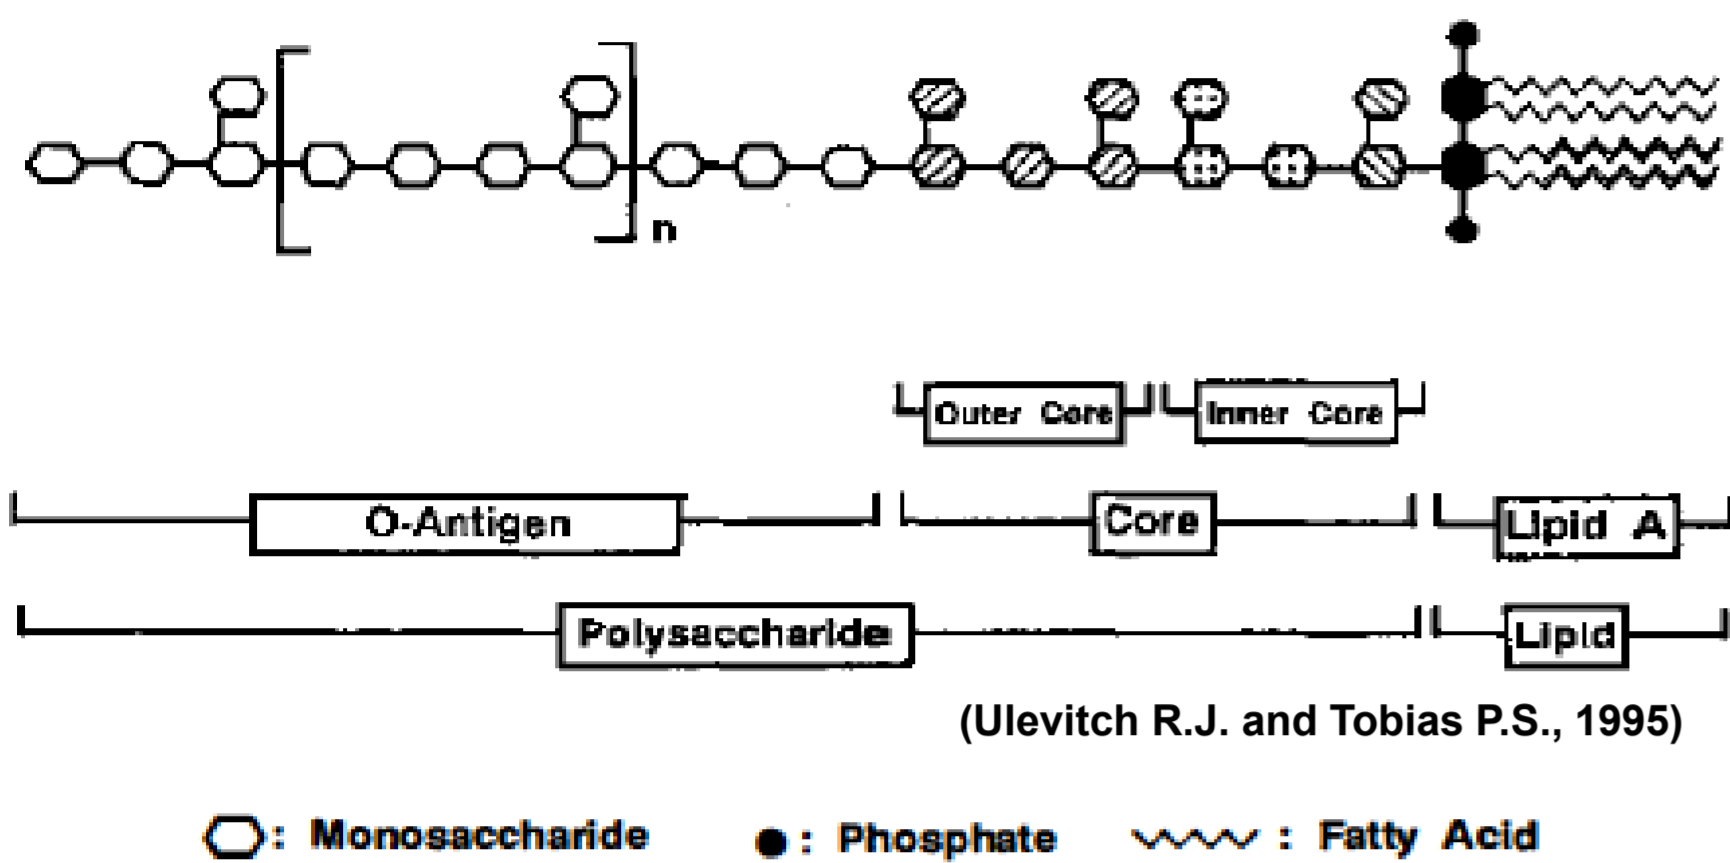 n
Outer Core Inner Core
O-Antigen Core Lipid A
Polysaccharide Lipid
(Ulevitch R.J. and Tobias P.S., 1995)
: Monosaccharide : Phosphate : Fatty Acid